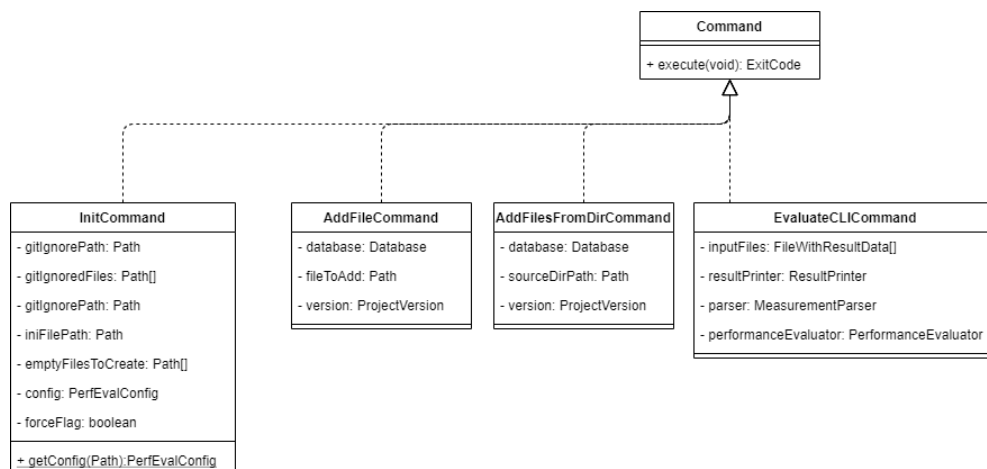 Command
+ execute(void): ExitCode
InitCommand
- gitIgnorePath: Path
- gitIgnoredFiles: Path[]
- gitIgnorePath: Path
- iniFilePath: Path
- emptyFilesToCreate: Path[]
- config: PerfEvalConfig
- forceFlag: boolean
+ getConfig(Path):PerfEvalConfig
AddFileCommand
- database: Database
- fileToAdd: Path
- version: ProjectVersion
AddFilesFromDirCommand
- database: Database
- sourceDirPath: Path
- version: ProjectVersion
EvaluateCLICommand
- inputFiles: FileWithResultData[]
- resultPrinter: ResultPrinter
- parser: MeasurementParser
- performanceEvaluator: PerformanceEvaluator